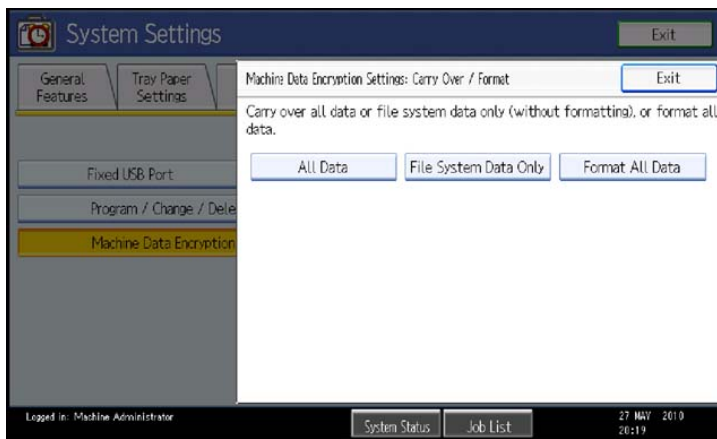 System Settings
Exit
General
Features
Tray Paper
Settings
Fixed USB Port
Program / Change / Dele
Machine Data Encryption
Machine Data Encryption Settings: Carry Over / Format
Exit
Carry over all data or file system data only (without formatting), or format all
data.
All Data
File System Data Only
Format All Data
Logged in: Machine Administrator
System Status
Job List
27 MAY 2010
20:19